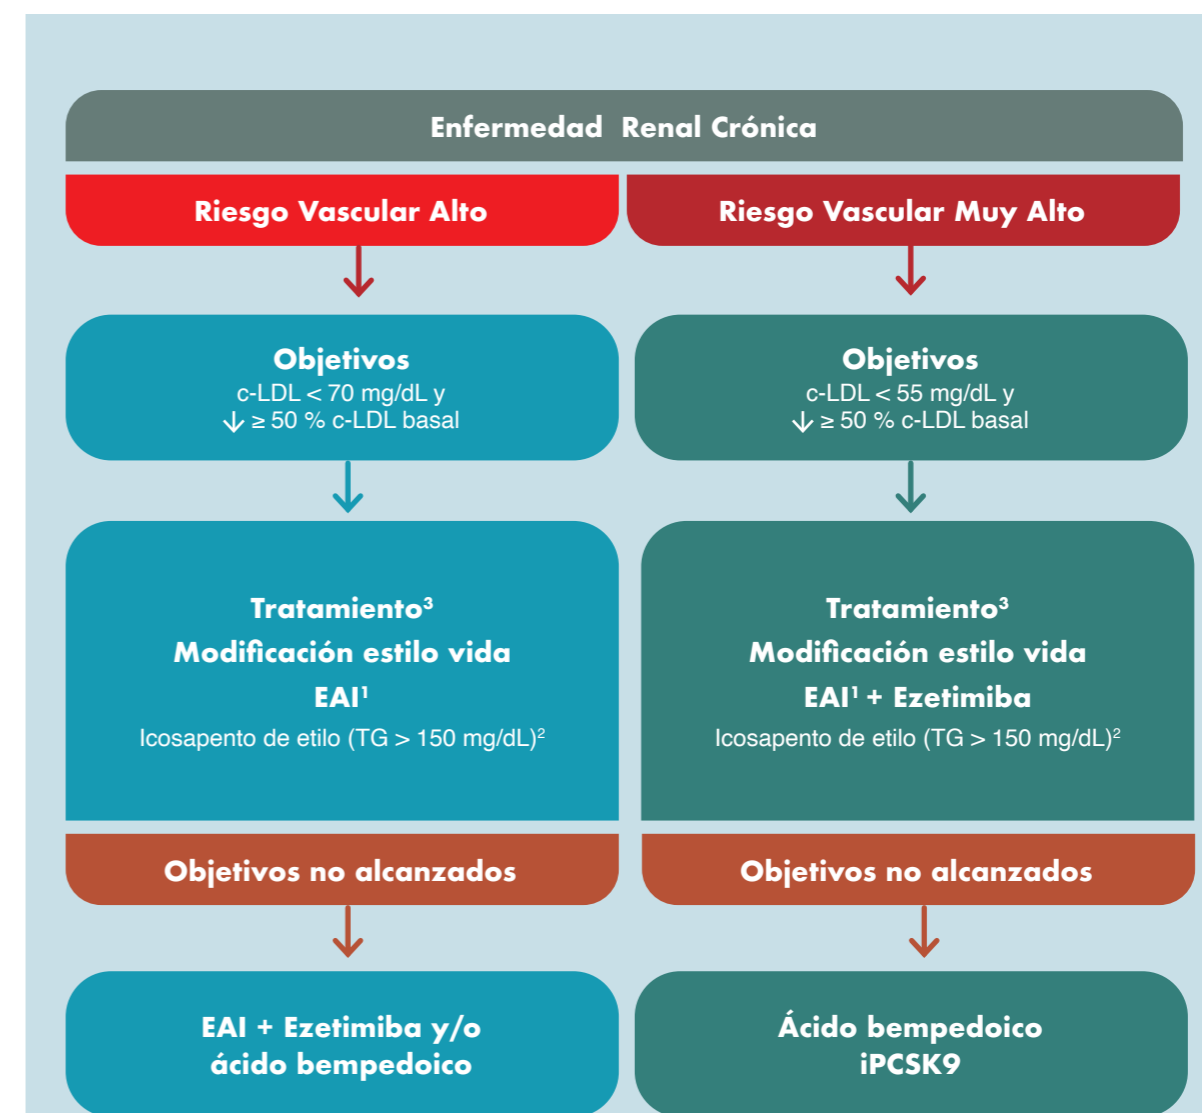 Enfermedad Renal Crónica
Riesgo Vascular Alto
Riesgo Vascular Muy Alto
Objetivos
c-LDL < 70 mg/dL y
↓ ≥ 50 % c-LDL basal
Objetivos
c-LDL < 55 mg/dL y
↓ ≥ 50 % c-LDL basal
Tratamiento³
Modificación estilo vida
EAI¹
Icosapento de etilo (TG > 150 mg/dL)²
Tratamiento³
Modificación estilo vida
EAI¹ + Ezetimiba
Icosapento de etilo (TG > 150 mg/dL)²
Objetivos no alcanzados
Objetivos no alcanzados
EAI + Ezetimiba y/o
ácido bempedoico
Ácido bempedoico
iPCSK9